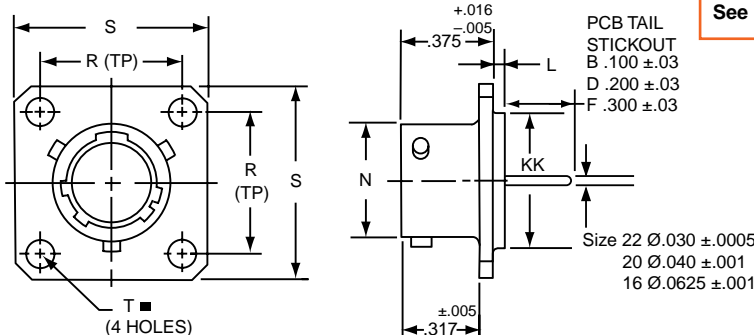 S
R (TP)
R
(TP)
S
T ■
(4 HOLES)
+.016
–.005
.375
L
N
KK
±.005
.317
PCB TAIL
STICKOUT
B .100 ±.03
D .200 ±.03
F .300 ±.03
Size 22 Ø.030 ±.0005
20 Ø.040 ±.001
16 Ø.0625 ±.001
See